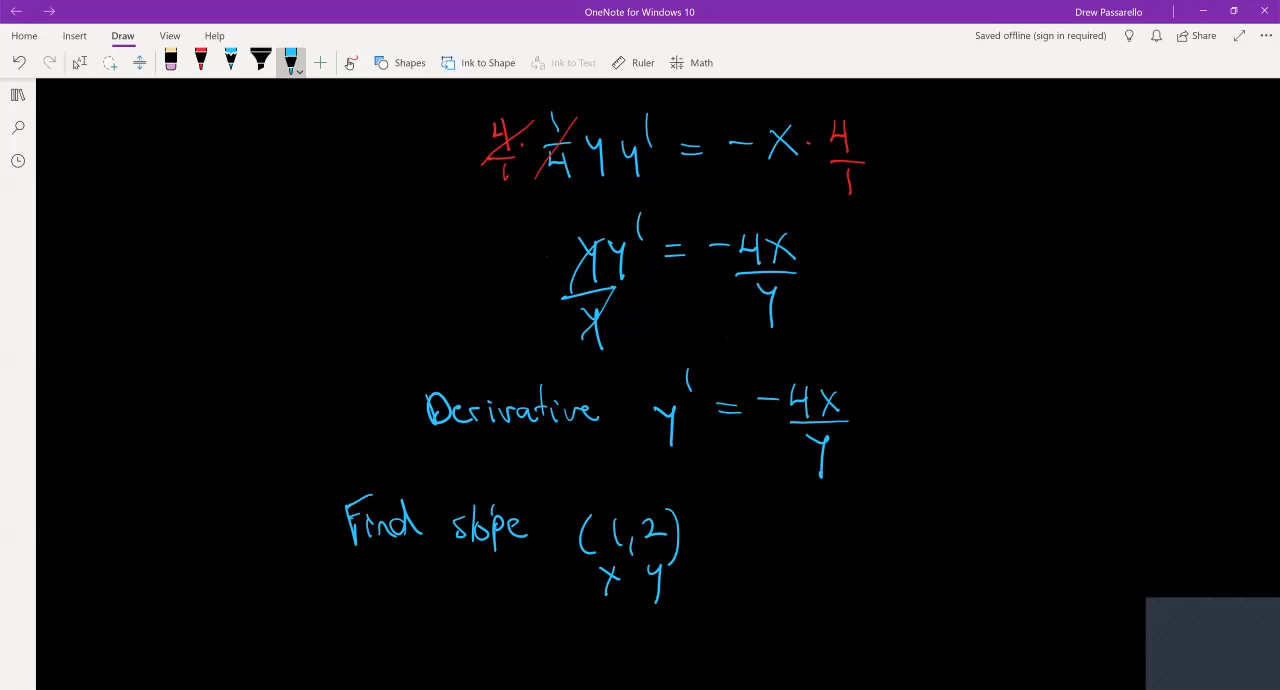 OneNote for Windows 10
Drew Passarello
Home Insert Draw View Help
Saved offline (sign in required) Share
Shapes Ink to Shape Ink to Text Ruler Math
4/1 · 1/4 y y' = - x · 4/1
yy'/y = -4x/y
Derivative y' = -4x/y
Find slope (1, 2)
x y